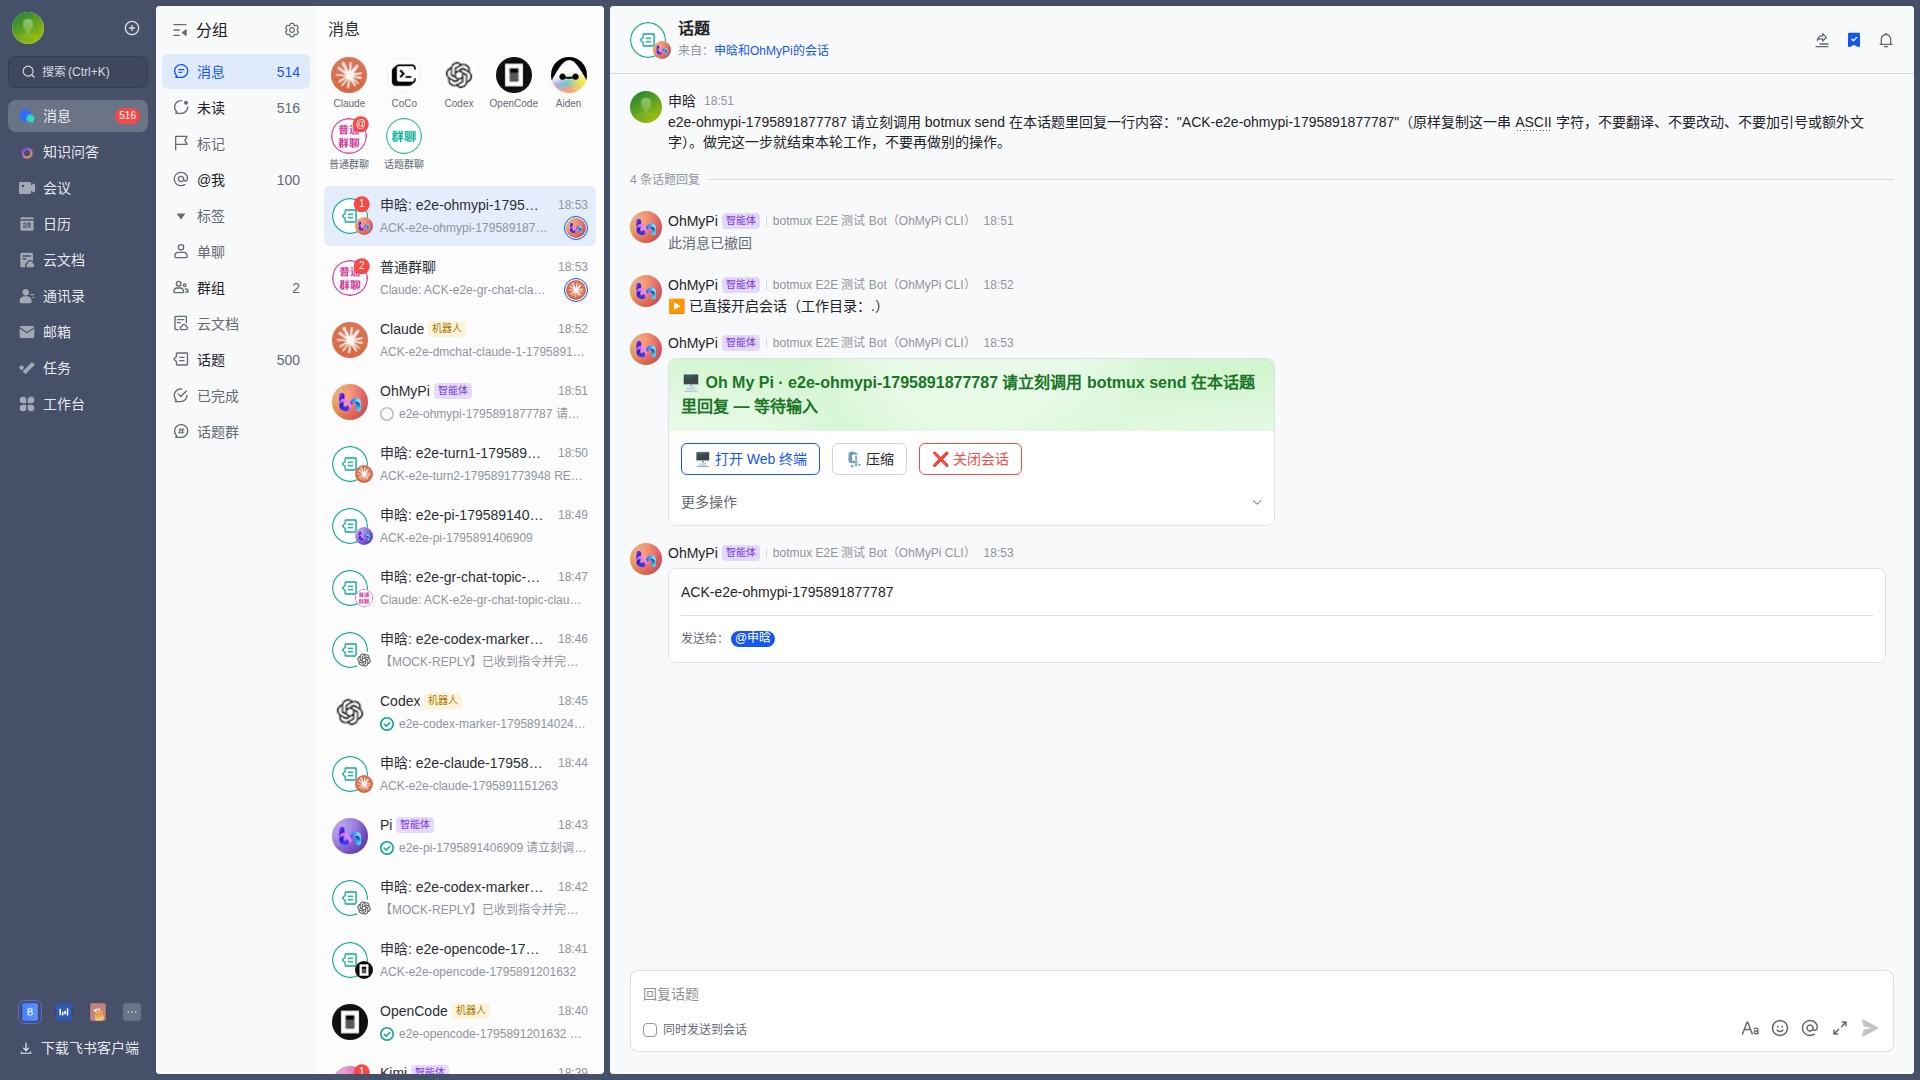 搜索 (Ctrl+K)
消息 516
知识问答
会议
日历
云文档
通讯录
邮箱
任务
工作台
下载飞书客户端
分组
消息 514
未读 516
标记
@我 100
标签
单聊
群组 2
云文档
话题 500
已完成
话题群
消息
Claude CoCo Codex OpenCode Aiden
普通群聊 群聊
普通群聊 话题群聊
申晗: e2e-ohmypi-1795… 18:53
ACK-e2e-ohmypi-179589187…
普通群聊 18:53
Claude: ACK-e2e-gr-chat-cla…
Claude 机器人 18:52
ACK-e2e-dmchat-claude-1-1795891…
OhMyPi 智能体 18:51
e2e-ohmypi-1795891877787 请…
申晗: e2e-turn1-179589… 18:50
ACK-e2e-turn2-1795891773948 RE…
申晗: e2e-pi-179589140… 18:49
ACK-e2e-pi-1795891406909
申晗: e2e-gr-chat-topic-… 18:47
Claude: ACK-e2e-gr-chat-topic-clau…
申晗: e2e-codex-marker… 18:46
【MOCK-REPLY】已收到指令并完…
Codex 机器人 18:45
e2e-codex-marker-17958914024…
申晗: e2e-claude-17958… 18:44
ACK-e2e-claude-1795891151263
Pi 智能体 18:43
e2e-pi-1795891406909 请立刻调…
申晗: e2e-codex-marker… 18:42
【MOCK-REPLY】已收到指令并完…
申晗: e2e-opencode-17… 18:41
ACK-e2e-opencode-1795891201632
OpenCode 机器人 18:40
e2e-opencode-1795891201632 …
Kimi 智能体 18:39
话题
来自：申晗和OhMyPi的会话
申晗 18:51
e2e-ohmypi-1795891877787 请立刻调用 botmux send 在本话题里回复一行内容："ACK-e2e-ohmypi-1795891877787"（原样复制这一串 ASCII 字符，不要翻译、不要改动、不要加引号或额外文
字）。做完这一步就结束本轮工作，不要再做别的操作。
4 条话题回复
OhMyPi 智能体 botmux E2E 测试 Bot（OhMyPi CLI） 18:51
此消息已撤回
OhMyPi 智能体 botmux E2E 测试 Bot（OhMyPi CLI） 18:52
▶️ 已直接开启会话（工作目录：.）
OhMyPi 智能体 botmux E2E 测试 Bot（OhMyPi CLI） 18:53
🖥️ Oh My Pi · e2e-ohmypi-1795891877787 请立刻调用 botmux send 在本话题
里回复 — 等待输入
🖥️ 打开 Web 终端 🗜️ 压缩 ❌ 关闭会话
更多操作
OhMyPi 智能体 botmux E2E 测试 Bot（OhMyPi CLI） 18:53
ACK-e2e-ohmypi-1795891877787
发送给：@申晗
回复话题
同时发送到会话